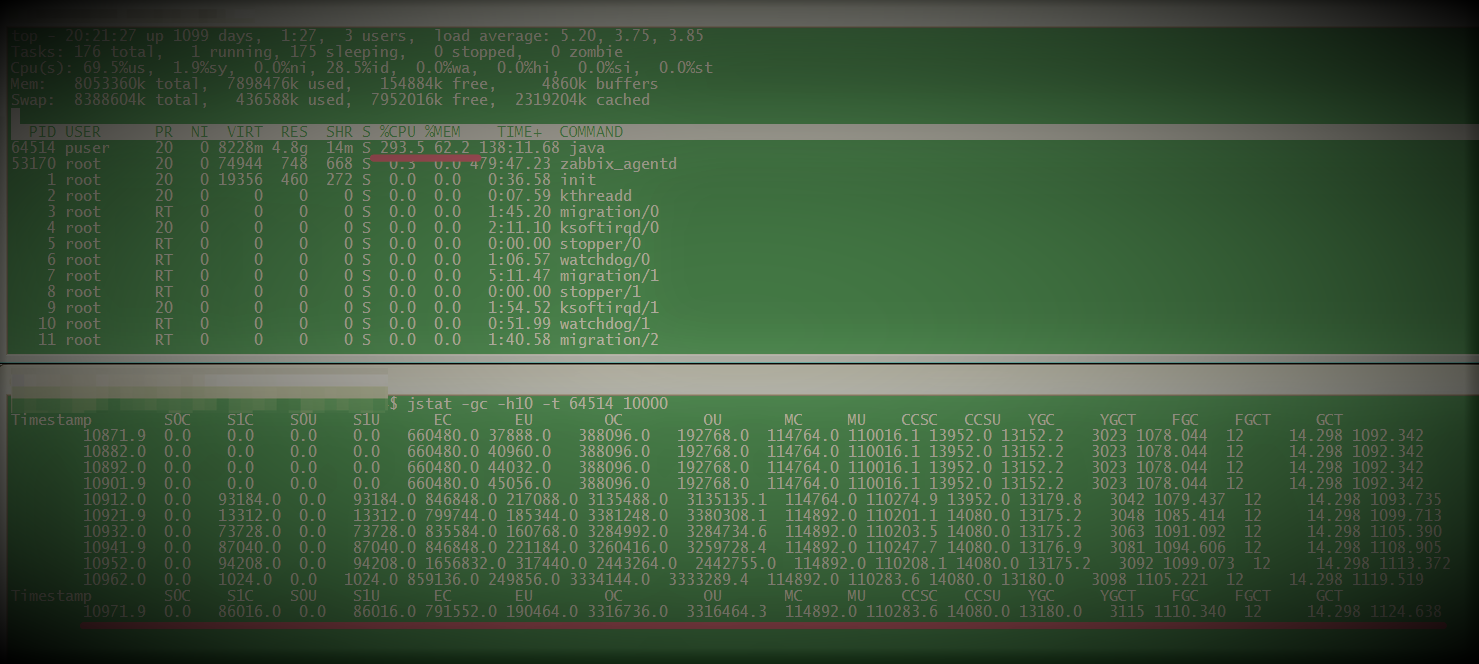 top - 20:21:27 up 1099 days,  1:27,  3 users,  load average: 5.20, 3.75, 3.85
Tasks: 176 total,   1 running, 175 sleeping,   0 stopped,   0 zombie
Cpu(s): 69.5%us,  1.9%sy,  0.0%ni, 28.5%id,  0.0%wa,  0.0%hi,  0.0%si,  0.0%st
Mem:   8053360k total,  7898476k used,   154884k free,     4860k buffers
Swap:  8388604k total,   436588k used,  7952016k free,  2319204k cached
PID USER      PR  NI  VIRT  RES  SHR S %CPU %MEM    TIME+  COMMAND
64514 puser     20   0 8228m 4.8g  14m S 293.5 62.2 138:11.68 java
53170 root      20   0 74944  748  668 S  0.3  0.0 479:47.23 zabbix_agentd
1 root      20   0 19356  460  272 S  0.0  0.0   0:36.58 init
2 root      20   0     0    0    0 S  0.0  0.0   0:07.59 kthreadd
3 root      RT   0     0    0    0 S  0.0  0.0   1:45.20 migration/0
4 root      20   0     0    0    0 S  0.0  0.0   2:11.10 ksoftirqd/0
5 root      RT   0     0    0    0 S  0.0  0.0   0:00.00 stopper/0
6 root      RT   0     0    0    0 S  0.0  0.0   1:06.57 watchdog/0
7 root      RT   0     0    0    0 S  0.0  0.0   5:11.47 migration/1
8 root      RT   0     0    0    0 S  0.0  0.0   0:00.00 stopper/1
9 root      20   0     0    0    0 S  0.0  0.0   1:54.52 ksoftirqd/1
10 root      RT   0     0    0    0 S  0.0  0.0   0:51.99 watchdog/1
11 root      RT   0     0    0    0 S  0.0  0.0   1:40.58 migration/2
$ jstat -gc -h10 -t 64514 10000
Timestamp        S0C    S1C    S0U    S1U      EC       EU        OC         OU       MC     MU    CCSC   CCSU   YGC     YGCT    FGC    FGCT     GCT
10871.9  0.0    0.0    0.0    0.0   660480.0 37888.0   388096.0   192768.0  114764.0 110016.1 13952.0 13152.2   3023 1078.044  12     14.298 1092.342
10882.0  0.0    0.0    0.0    0.0   660480.0 40960.0   388096.0   192768.0  114764.0 110016.1 13952.0 13152.2   3023 1078.044  12     14.298 1092.342
10892.0  0.0    0.0    0.0    0.0   660480.0 44032.0   388096.0   192768.0  114764.0 110016.1 13952.0 13152.2   3023 1078.044  12     14.298 1092.342
10901.9  0.0    0.0    0.0    0.0   660480.0 45056.0   388096.0   192768.0  114764.0 110016.1 13952.0 13152.2   3023 1078.044  12     14.298 1092.342
10912.0  0.0   93184.0  0.0   93184.0 846848.0 217088.0 3135488.0  3135135.1  114764.0 110274.9 13952.0 13179.8   3042 1079.437  12     14.298 1093.735
10921.9  0.0   13312.0  0.0   13312.0 799744.0 185344.0 3381248.0  3380308.1  114892.0 110201.1 14080.0 13175.2   3048 1085.414  12     14.298 1099.713
10932.0  0.0   73728.0  0.0   73728.0 835584.0 160768.0 3284992.0  3284734.6  114892.0 110203.5 14080.0 13175.2   3063 1091.092  12     14.298 1105.390
10941.9  0.0   87040.0  0.0   87040.0 846848.0 221184.0 3260416.0  3259728.4  114892.0 110247.7 14080.0 13176.9   3081 1094.606  12     14.298 1108.905
10952.0  0.0   94208.0  0.0   94208.0 1656832.0 317440.0 2443264.0  2442755.0  114892.0 110208.1 14080.0 13175.2   3092 1099.073  12     14.298 1113.372
10962.0  0.0   1024.0  0.0   1024.0 859136.0 249856.0 3334144.0  3333289.4  114892.0 110283.6 14080.0 13180.0   3098 1105.221  12     14.298 1119.519
Timestamp        S0C    S1C    S0U    S1U      EC       EU        OC         OU       MC     MU    CCSC   CCSU   YGC     YGCT    FGC    FGCT     GCT
10971.9  0.0   86016.0  0.0   86016.0 791552.0 190464.0 3316736.0  3316464.3  114892.0 110283.6 14080.0 13180.0   3115 1110.340  12     14.298 1124.638